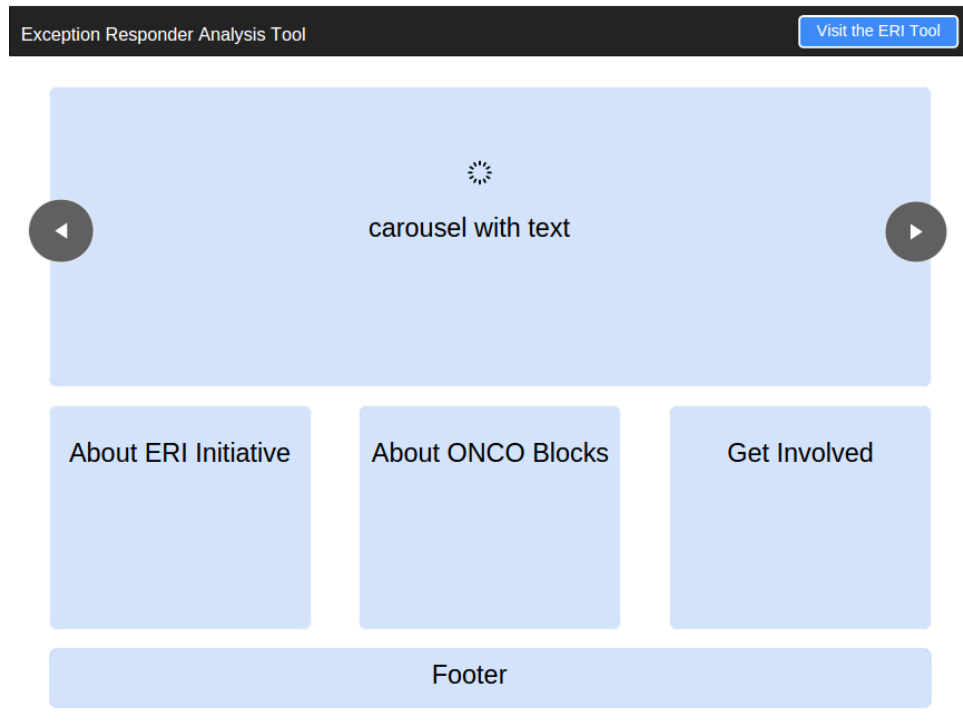 Exception Responder Analysis Tool
Visit the ERI Tool
carousel with text
About ERI Initiative
About ONCO Blocks
Get Involved
Footer